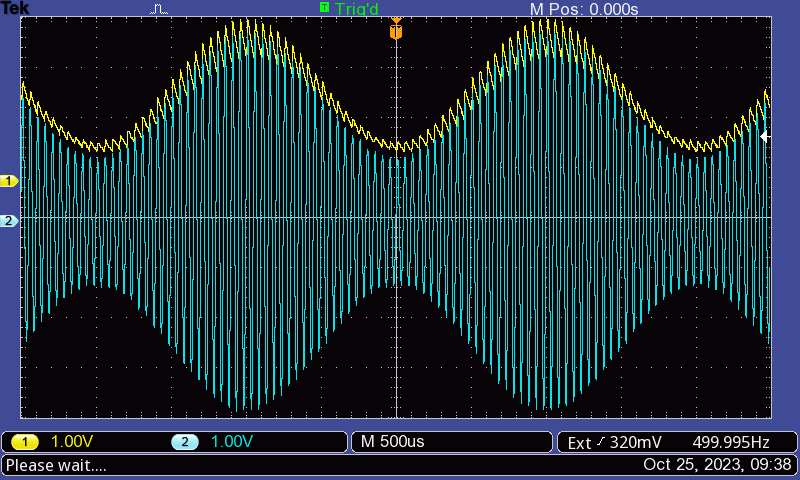 Tek T Trig'd M Pos: 0.000s
T
1
2
1 1.00V 2 1.00V M 500us Ext 320mV 499.995Hz
Please wait.... Oct 25, 2023, 09:38